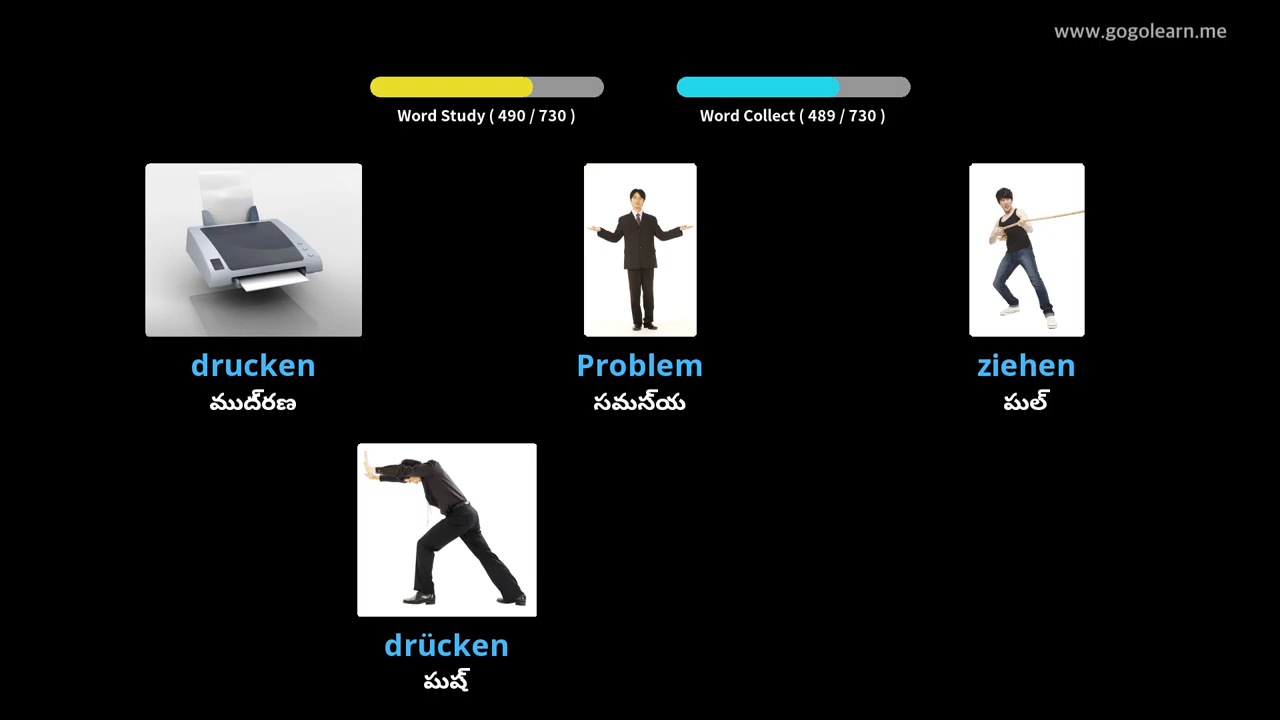 www.gogolearn.me
Word Study ( 490 / 730 )
Word Collect ( 489 / 730 )
drucken
ముద్రణ
Problem
సమస్య
ziehen
పుల్
drücken
పుష్